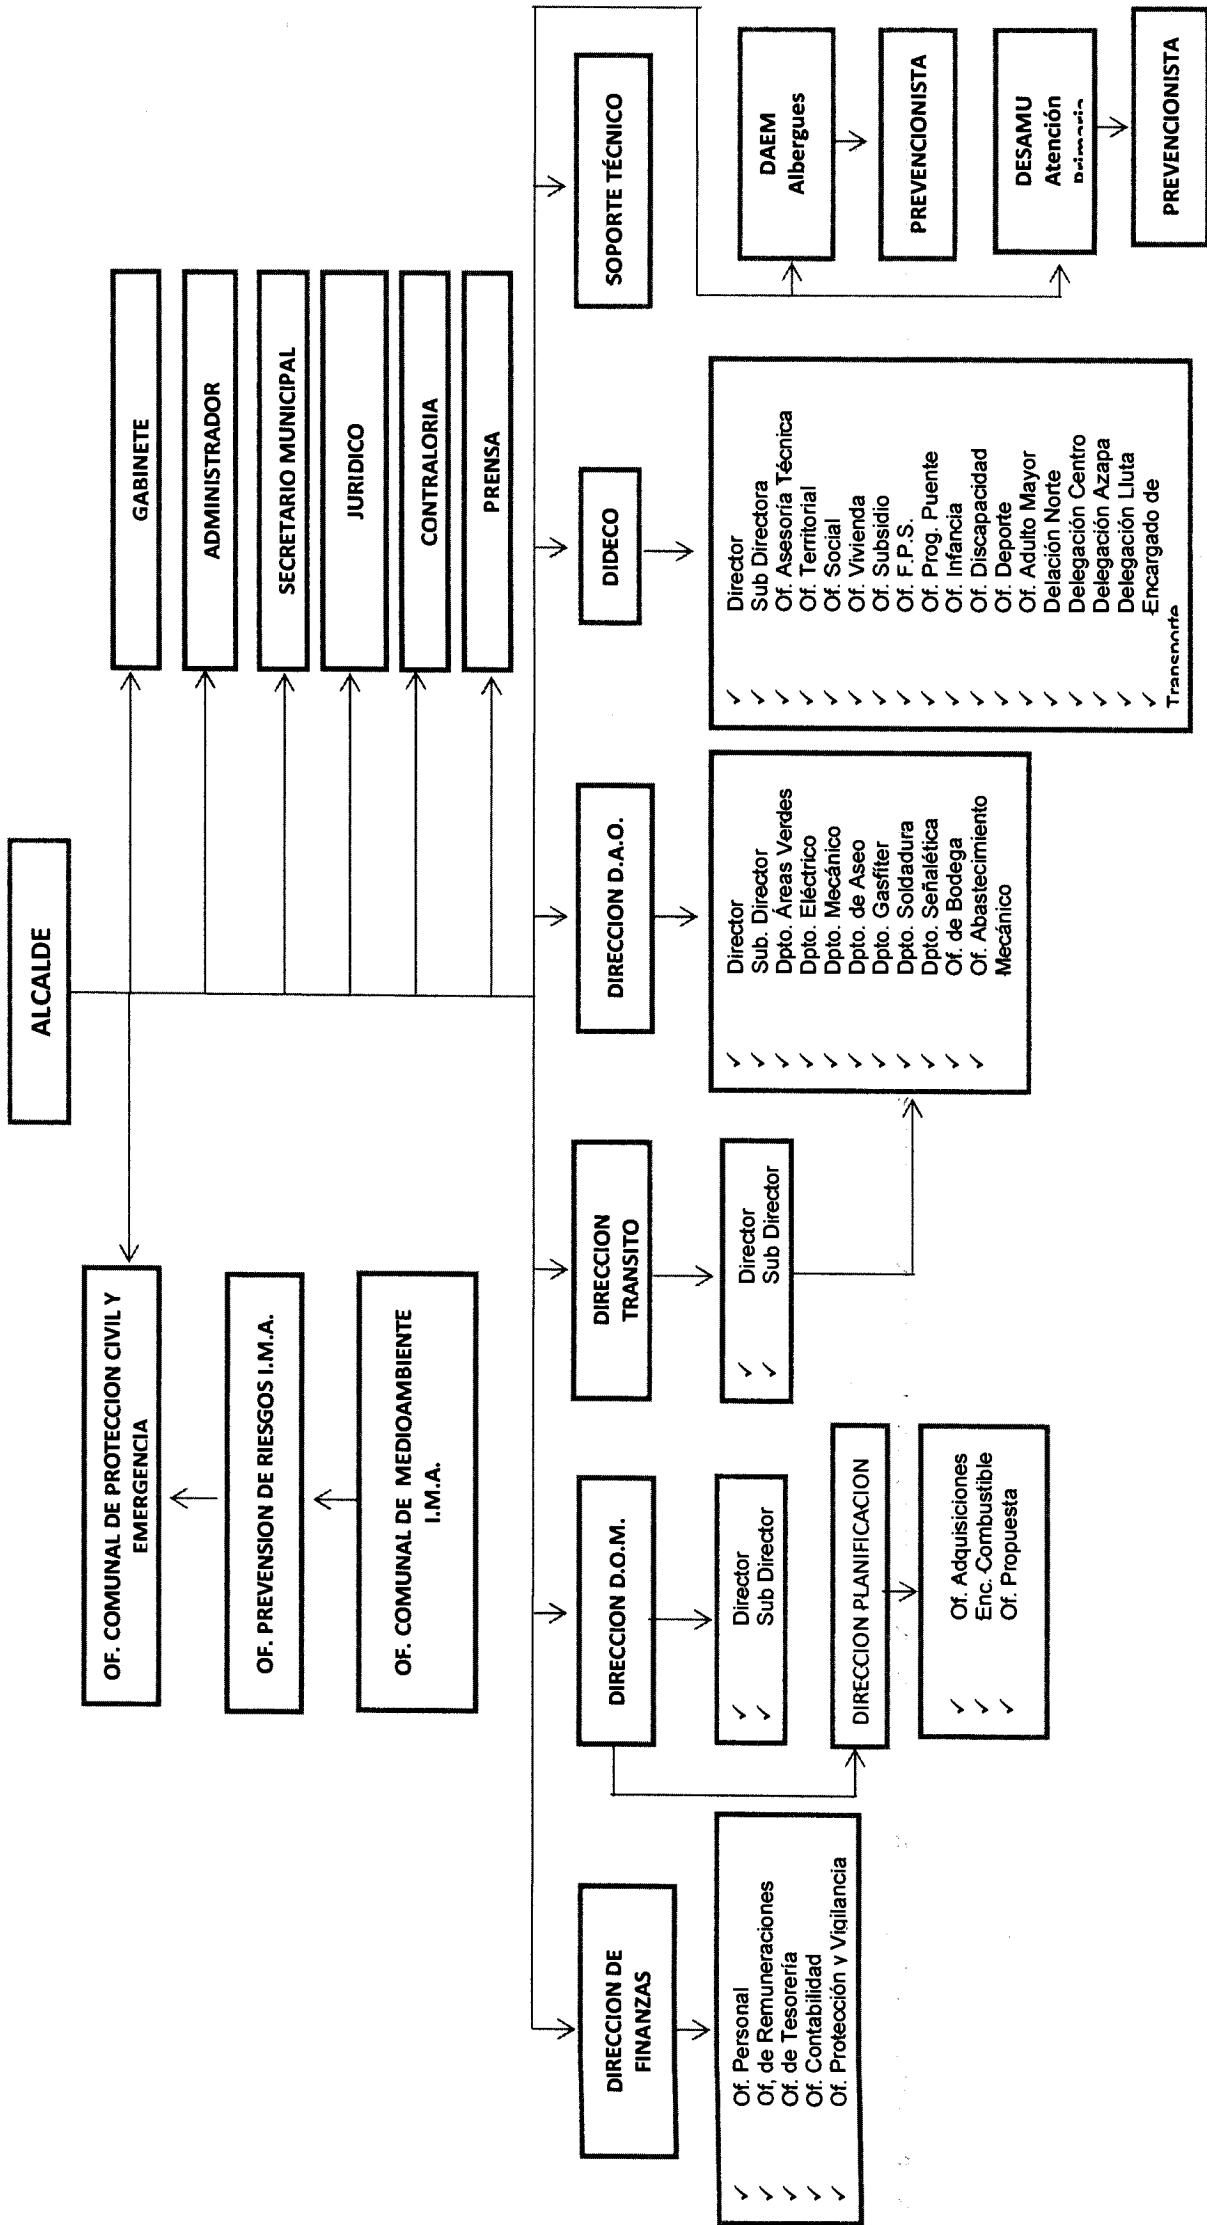 ALCALDE
OF. COMUNAL DE PROTECCION CIVIL Y
EMERGENCIA
OF. PREVENSION DE RIESGOS I.M.A.
OF. COMUNAL DE MEDIOAMBIENTE
I.M.A.
GABINETE
ADMINISTRADOR
SECRETARIO MUNICIPAL
JURIDICO
CONTRALORIA
PRENSA
DIRECCION DE
FINANZAS
✓ Of. Personal
✓ Of, de Remuneraciones
✓ Of. de Tesorería
✓ Of. Contabilidad
✓ Of. Protección y Vigilancia
DIRECCION D.O.M.
✓ Director
✓ Sub Director
DIRECCION PLANIFICACION
✓ Of. Adquisiciones
✓ Enc. Combustible
✓ Of. Propuesta
DIRECCION
TRANSITO
✓ Director
✓ Sub Director
DIRECCION D.A.O.
✓ Director
✓ Sub. Director
✓ Dpto. Áreas Verdes
✓ Dpto. Eléctrico
✓ Dpto. Mecánico
✓ Dpto. de Aseo
✓ Dpto. Gasfiter
✓ Dpto. Soldadura
✓ Dpto. Señalética
✓ Of. de Bodega
✓ Of. Abastecimiento
Mecánico
DIDECO
✓ Director
✓ Sub Directora
✓ Of. Asesoría Técnica
✓ Of. Territorial
✓ Of. Social
✓ Of. Vivienda
✓ Of. Subsidio
✓ Of. F.P.S.
✓ Of. Prog. Puente
✓ Of. Infancia
✓ Of. Discapacidad
✓ Of. Deporte
✓ Of. Adulto Mayor
✓ Delación Norte
✓ Delegación Centro
✓ Delegación Azapa
✓ Delegación Lluta
✓ Encargado de
Transporte
SOPORTE TÉCNICO
DAEM
Albergues
PREVENCIONISTA
DESAMU
Atención
Primaria
PREVENCIONISTA